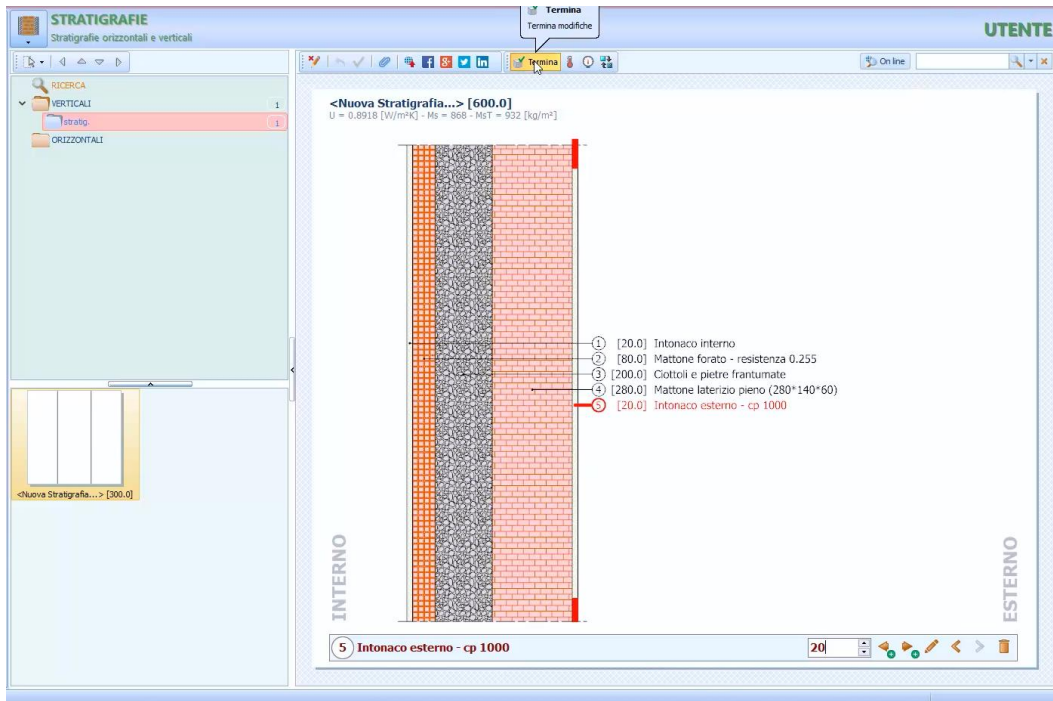 STRATIGRAFIE
Stratigrafie orizzontali e verticali
Termina
Termina modifiche
UTENTE
Termina
On line
RICERCA
VERTICALI 1
stratig. 1
ORIZZONTALI
<Nuova Stratigrafia...> [600.0]
U = 0.8918 [W/m²K] - Ms = 868 - MsT = 932 [kg/m²]
1 [20.0] Intonaco interno
2 [80.0] Mattone forato - resistenza 0.255
3 [200.0] Ciottoli e pietre frantumate
4 [280.0] Mattone laterizio pieno (280*140*60)
5 [20.0] Intonaco esterno - cp 1000
<Nuova Stratigrafia...> [300.0]
INTERNO
ESTERNO
5 Intonaco esterno - cp 1000 20